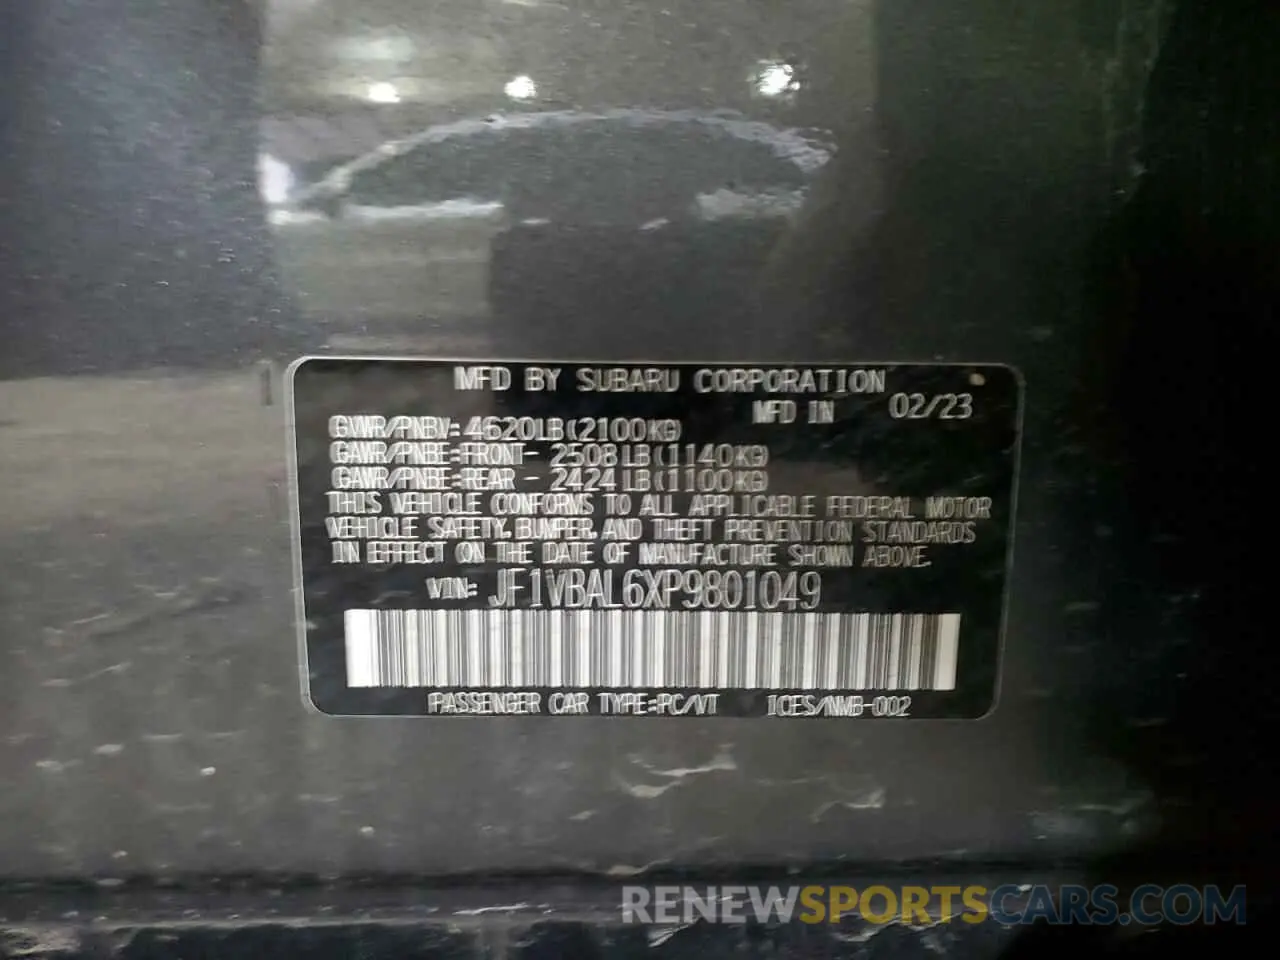 MFD BY SUBARU CORPORATION
MFD IN 02/23
GVWR/PNBV=4620LB(2100KG)
GAWR/PNBE=FRONT- 2508LB(1140KG)
GAWR/PNBE=REAR - 2424LB(1100KG)
THIS VEHICLE CONFORMS TO ALL APPLICABLE FEDERAL MOTOR
VEHICLE SAFETY, BUMPER, AND THEFT PREVENTION STANDARDS
IN EFFECT ON THE DATE OF MANUFACTURE SHOWN ABOVE.
VIN= JF1VBAL6XP9801049
PASSENGER CAR TYPE=PC/VT ICES/NMB-002
RENEWSPORTSCARS.COM